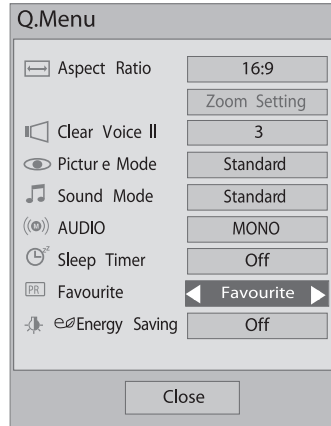 Q.Menu
Aspect Ratio 16:9
Zoom Setting
Clear Voice II 3
Pictur e Mode Standard
Sound Mode Standard
((M)) AUDIO MONO
zz Sleep Timer Off
PR Favourite ◀ Favourite ▶
Energy Saving Off
Close